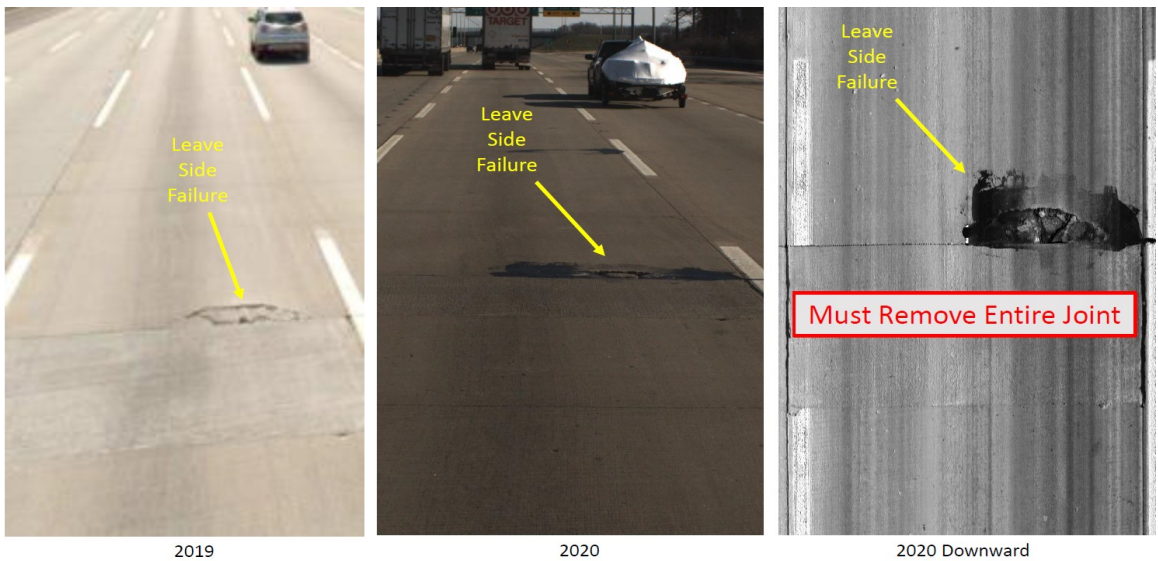 Leave
Side
Failure
2019
TARGET
Leave
Side
Failure
2020
Leave
Side
Failure
Must Remove Entire Joint
2020 Downward